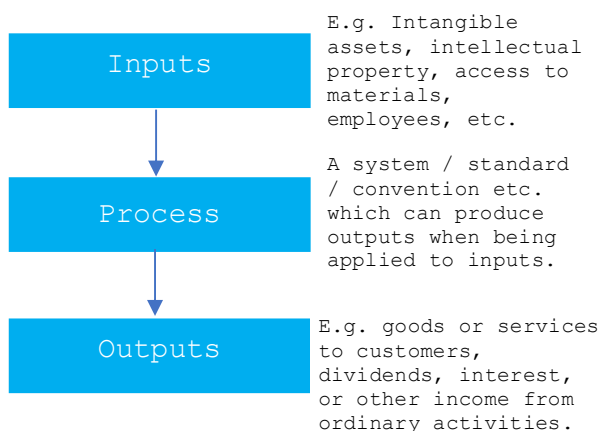 Inputs
E.g. Intangible
assets, intellectual
property, access to
materials,
employees, etc.
Process
A system / standard
/ convention etc.
which can produce
outputs when being
applied to inputs.
Outputs
E.g. goods or services
to customers,
dividends, interest,
or other income from
ordinary activities.